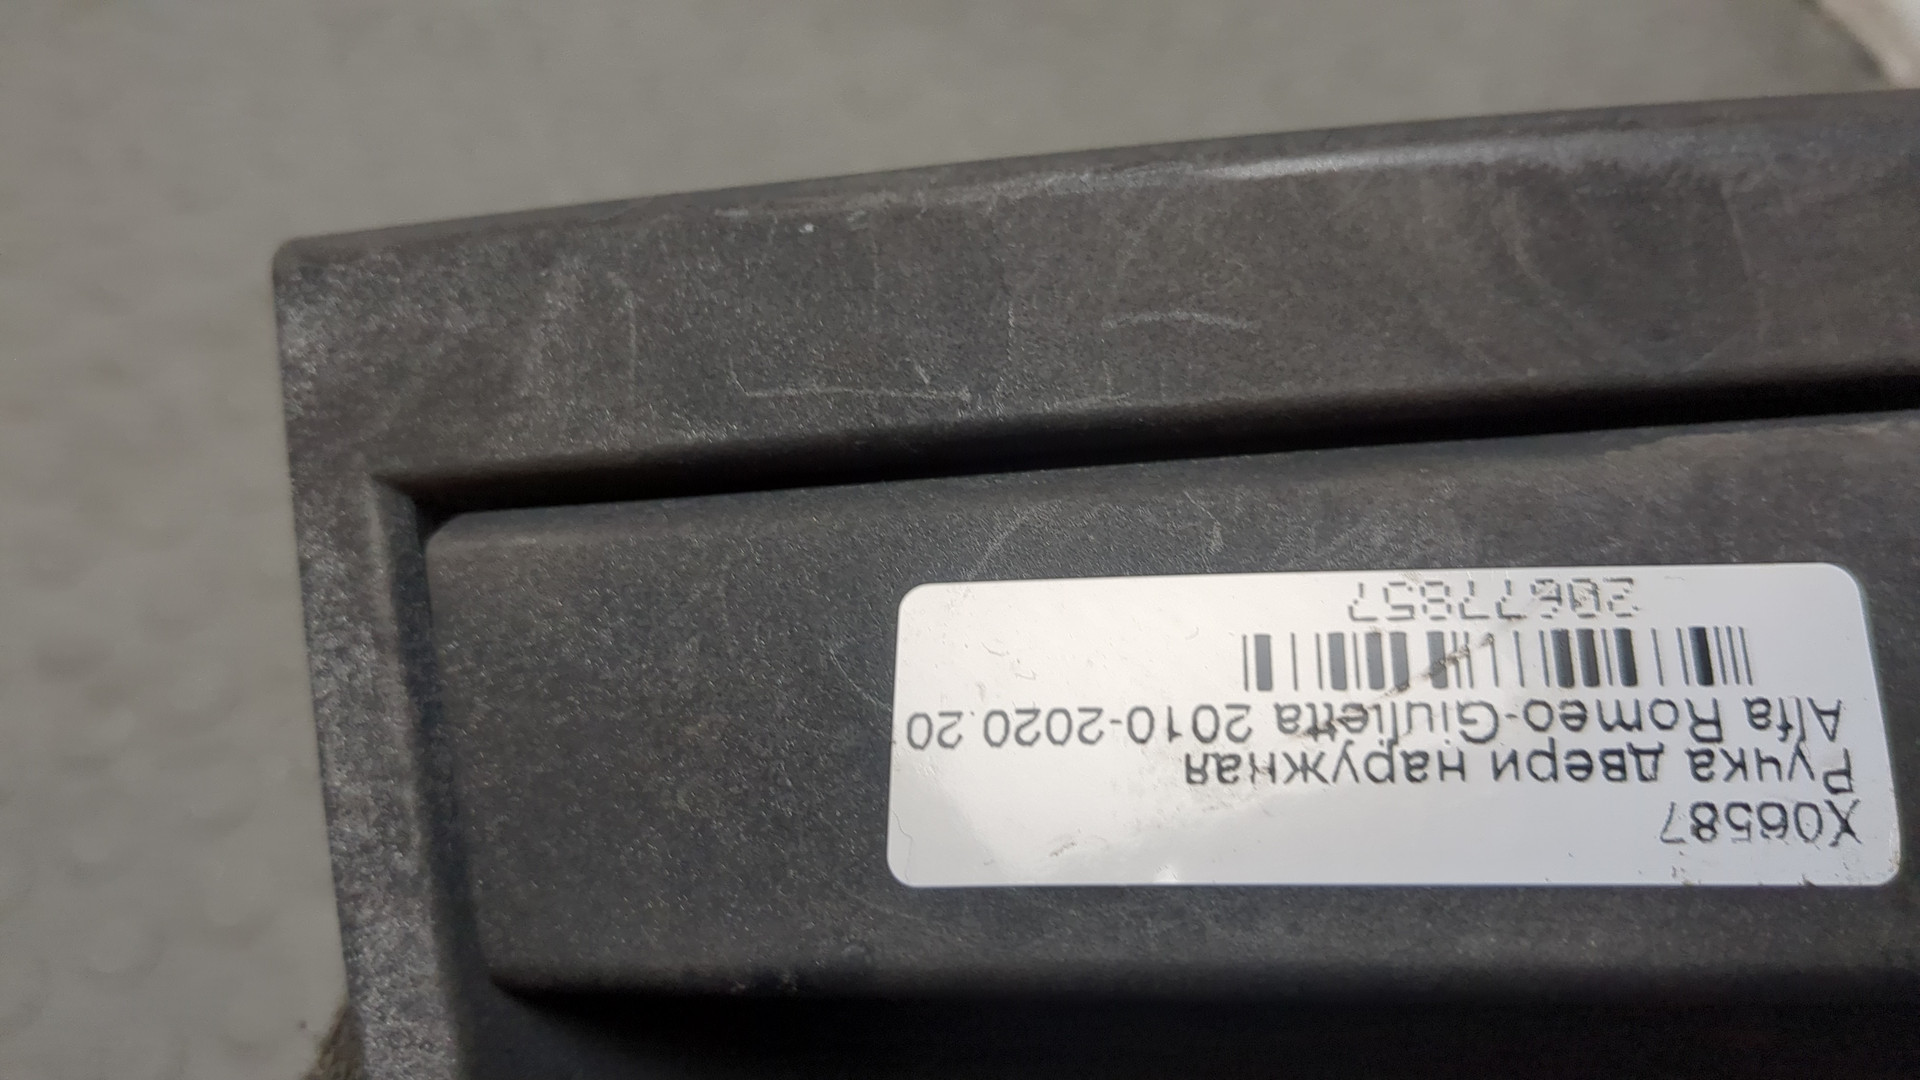 X06587
Ручка двери наружная
Alfa Romeo-Giulietta 2010-2020.20
20677857